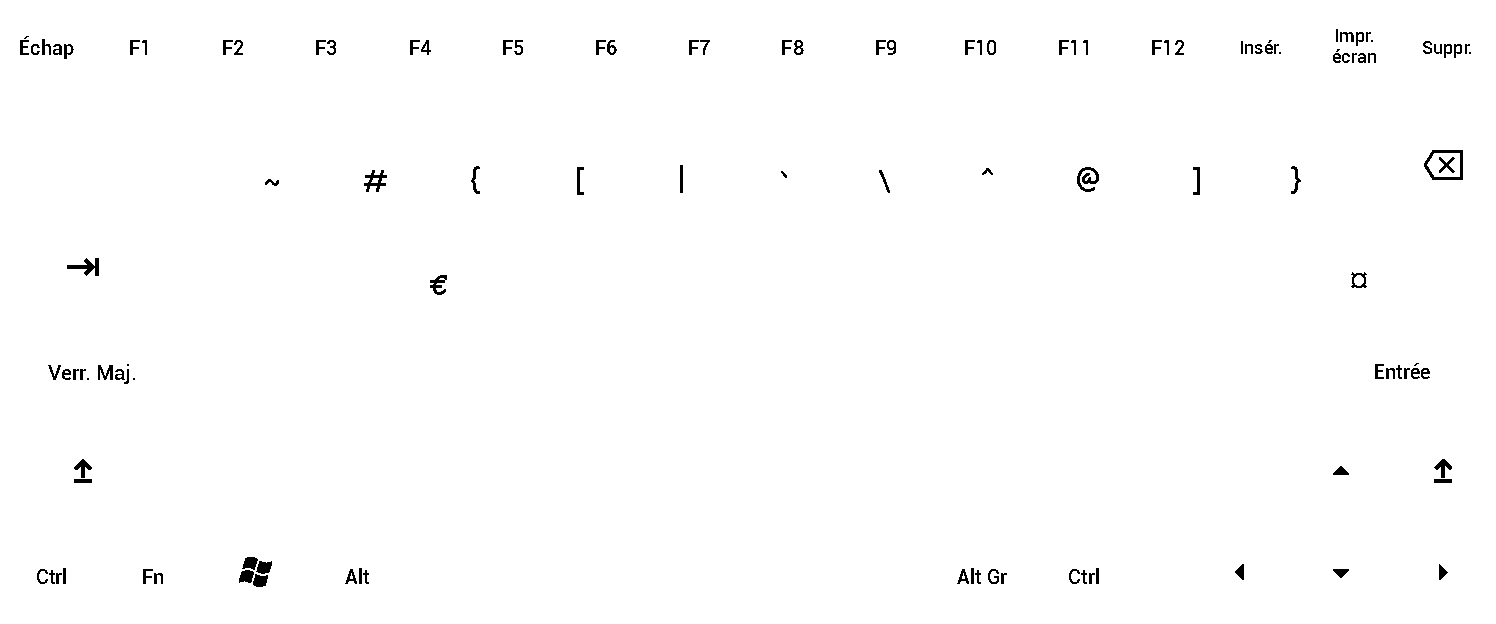 Échap F1 F2 F3 F4 F5 F6 F7 F8 F9 F10 F11 F12 Insér. Impr. écran Suppr.
~ # { [ | ` \ ^ @ ] }
€ ¤
Verr. Maj. Entrée
Ctrl Fn Alt Alt Gr Ctrl